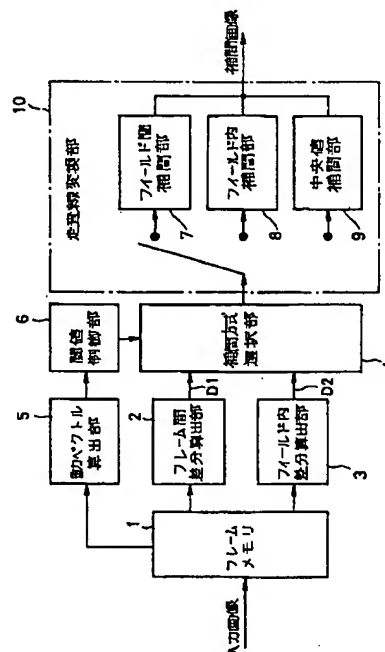 入力画像
1
フレーム
メモリ
5
動ベクトル
算出部
2
フレーム間
差分算出部
D1
フィールド内
差分算出部
3
D2
6
閾値
制御部
補間方式
選択部
10
走査線変換部
フィールド間
補間部
7
フィールド内
補間部
8
中央値
補間部
9
補間画像